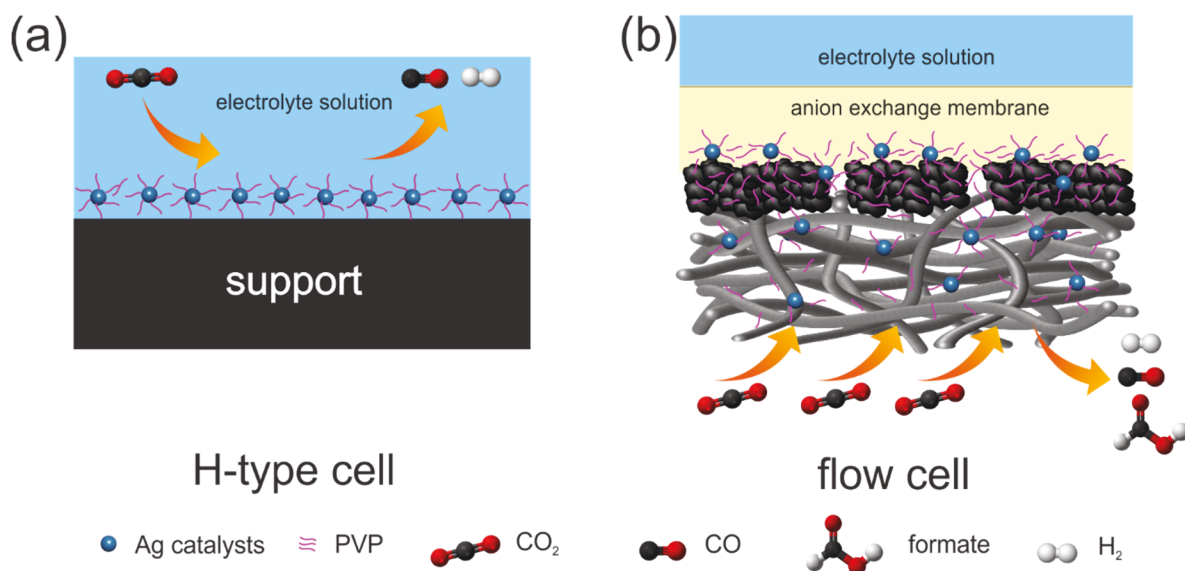 (a)
electrolyte solution
support
H-type cell
(b)
electrolyte solution
anion exchange membrane
flow cell
Ag catalysts
PVP
CO₂
CO
formate
H₂